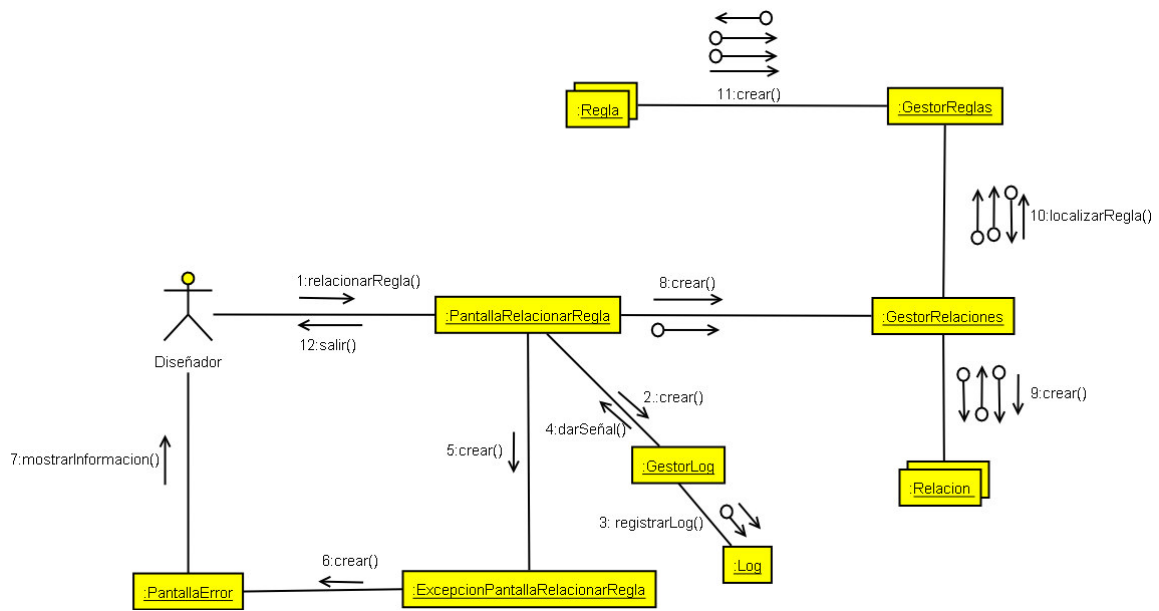 11:crear()
:Regla
:GestorReglas
10:localizarRegla()
1:relacionarRegla()
8:crear()
:PantallaRelacionarRegla
:GestorRelaciones
12:salir()
Diseñador
2.:crear()
9:crear()
4:darSeñal()
5:crear()
7:mostrarInformacion()
:GestorLog
:Relacion
3: registrarLog()
6:crear()
:Log
:PantallaError
:ExcepcionPantallaRelacionarRegla